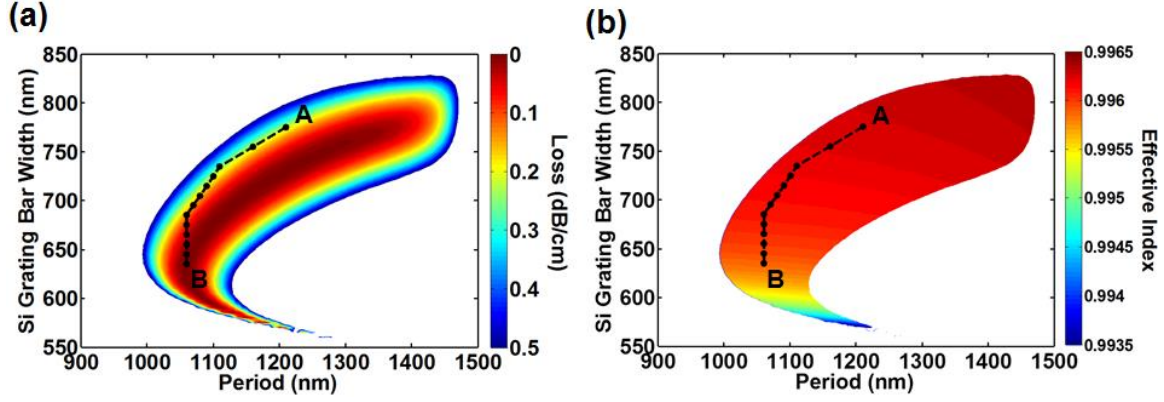 (a)
850
800
750
700
650
600
550
Si Grating Bar Width (nm)
A
B
900 1000 1100 1200 1300 1400 1500
Period (nm)
0
0.1
0.2
0.3
0.4
0.5
Loss (dB/cm)
(b)
850
800
750
700
650
600
550
Si Grating Bar Width (nm)
A
B
900 1000 1100 1200 1300 1400 1500
Period (nm)
0.9965
0.996
0.9955
0.995
0.9945
0.994
0.9935
Effective Index